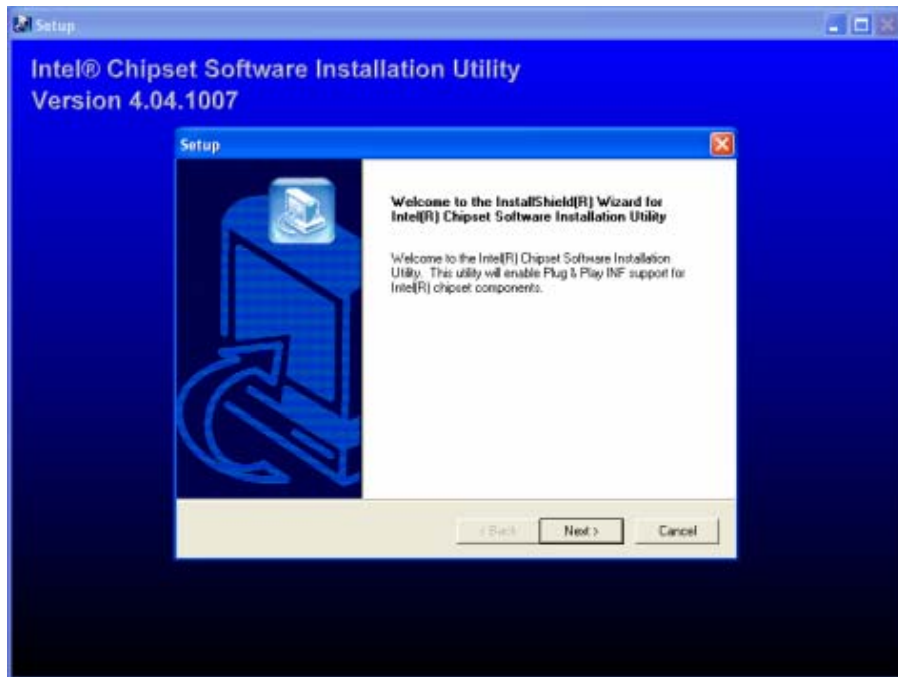 Setup
Intel® Chipset Software Installation Utility
Version 4.04.1007
Setup
Welcome to the InstallShield(R) Wizard for
Intel(R) Chipset Software Installation Utility
Welcome to the Intel(R) Chipset Software Installation
Utility. This utility will enable Plug & Play INF support for
Intel(R) chipset components.
< Back
Next >
Cancel